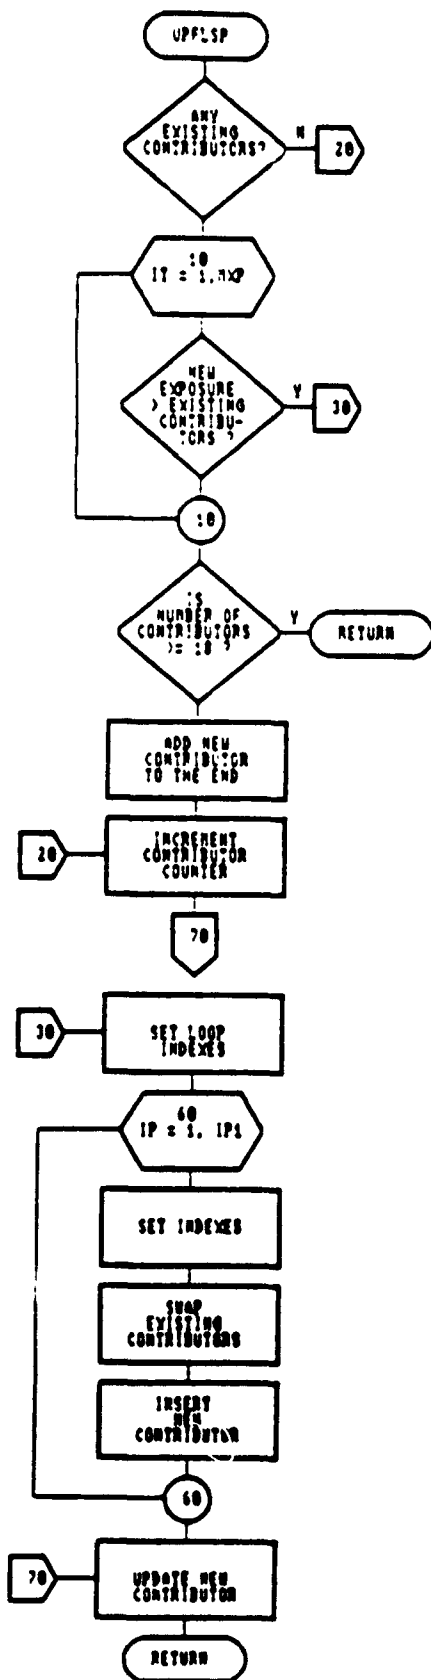 UPFLSP
ANY
EXISTING
CONTRIBUTORS?
N
20
10
IT = 1,MXP
NEW
EXPOSURE
> EXISTING
CONTRIBU-
TORS ?
Y
30
10
IS
NUMBER OF
CONTRIBUTORS
>= 10 ?
Y
RETURN
ADD NEW
CONTRIBUTOR
TO THE END
20
INCREMENT
CONTRIBUTOR
COUNTER
70
30
SET LOOP
INDEXES
60
IP = 1, IP1
SET INDEXES
SWAP
EXISTING
CONTRIBUTORS
INSERT
NEW
CONTRIBUTOR
60
70
UPDATE NEW
CONTRIBUTOR
RETURN